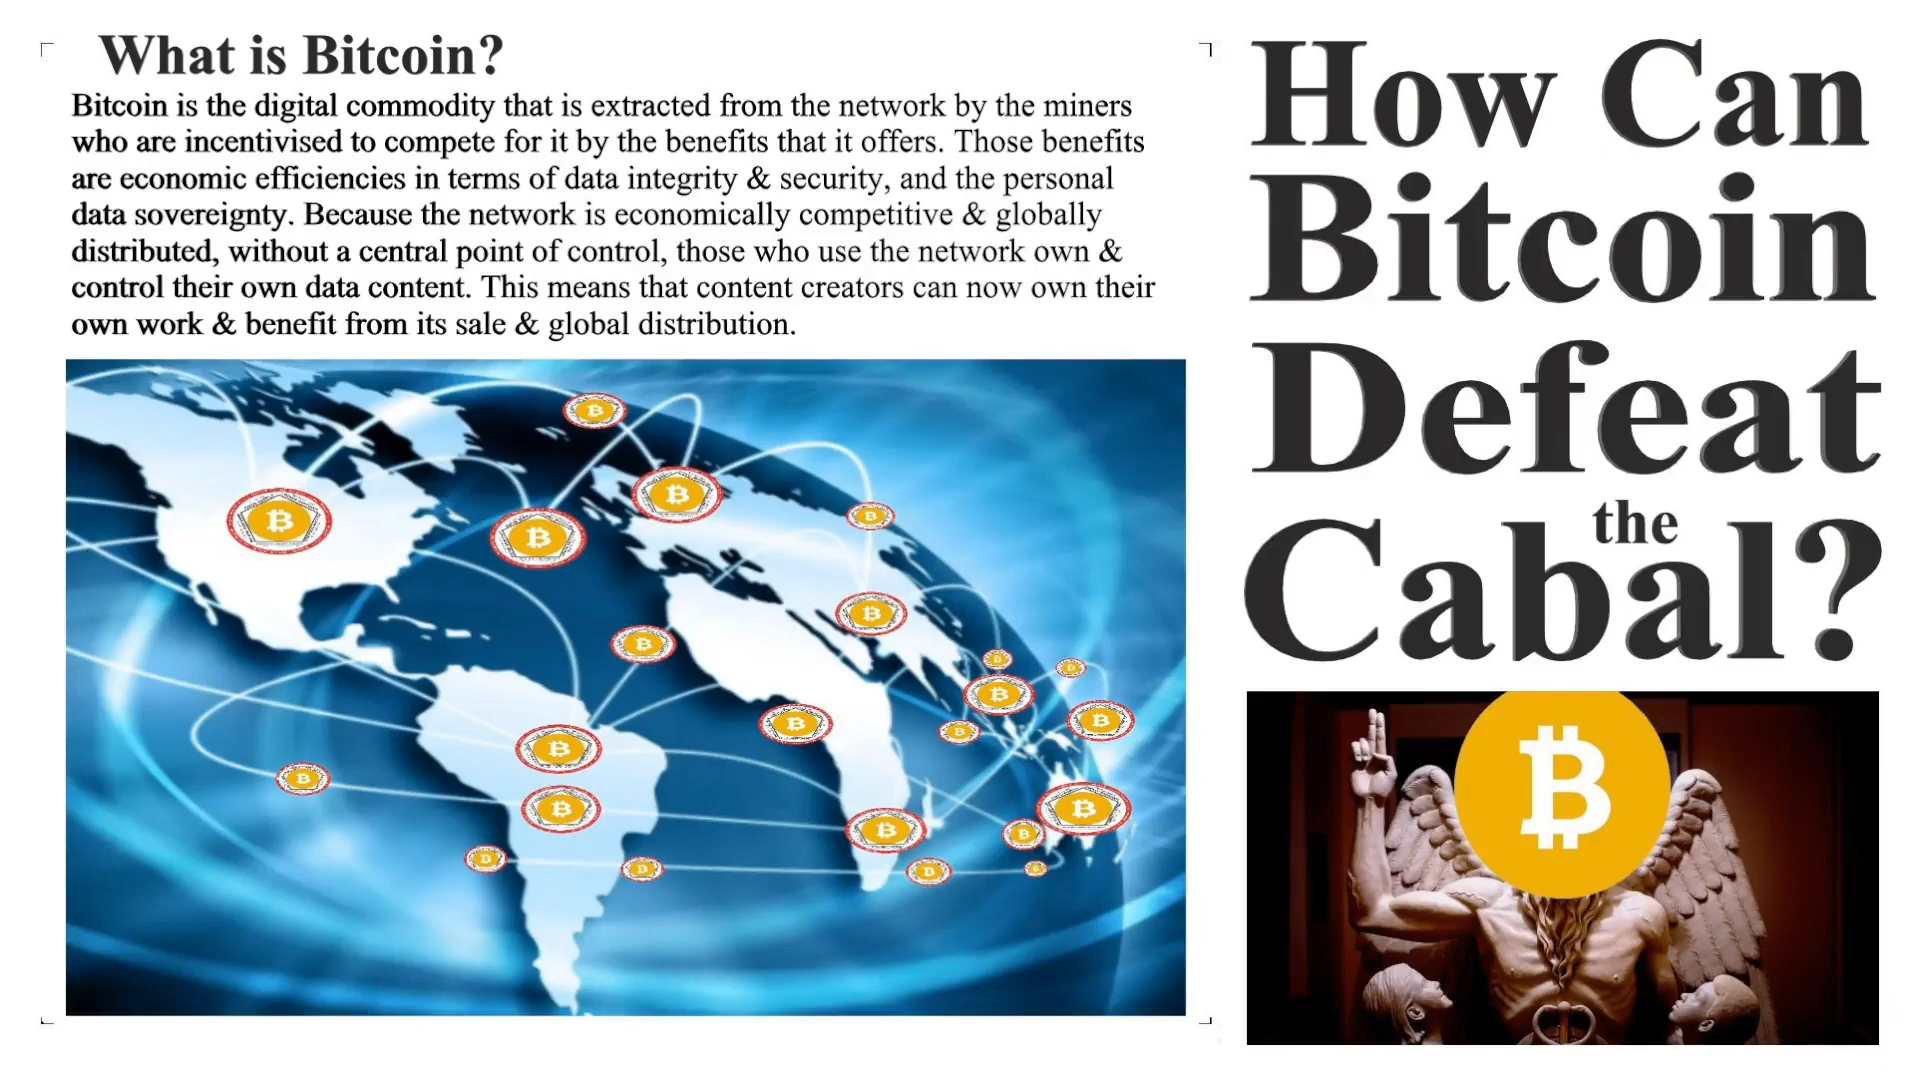 What is Bitcoin?
Bitcoin is the digital commodity that is extracted from the network by the miners
who are incentivised to compete for it by the benefits that it offers. Those benefits
are economic efficiencies in terms of data integrity & security, and the personal
data sovereignty. Because the network is economically competitive & globally
distributed, without a central point of control, those who use the network own &
control their own data content. This means that content creators can now own their
own work & benefit from its sale & global distribution.
How Can
Bitcoin
Defeat
the
Cabal?